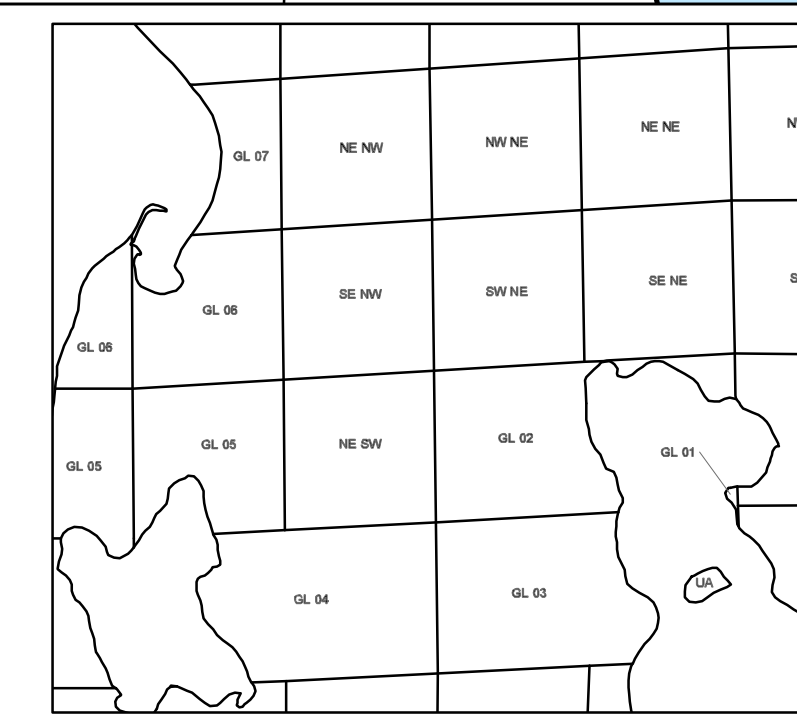 GL 07
NE NW
NW NE
NE NE
N
GL 06
GL 06
SE NW
SW NE
SE NE
S
GL 05
GL 05
NE SW
GL 02
GL 01
GL 04
GL 03
UA